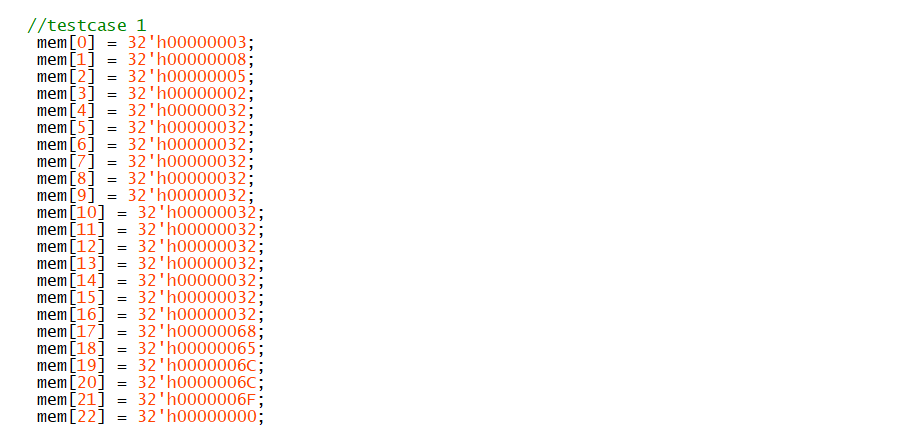 //testcase 1
mem[0] = 32'h00000003;
mem[1] = 32'h00000008;
mem[2] = 32'h00000005;
mem[3] = 32'h00000002;
mem[4] = 32'h00000032;
mem[5] = 32'h00000032;
mem[6] = 32'h00000032;
mem[7] = 32'h00000032;
mem[8] = 32'h00000032;
mem[9] = 32'h00000032;
mem[10] = 32'h00000032;
mem[11] = 32'h00000032;
mem[12] = 32'h00000032;
mem[13] = 32'h00000032;
mem[14] = 32'h00000032;
mem[15] = 32'h00000032;
mem[16] = 32'h00000032;
mem[17] = 32'h00000068;
mem[18] = 32'h00000065;
mem[19] = 32'h0000006C;
mem[20] = 32'h0000006C;
mem[21] = 32'h0000006F;
mem[22] = 32'h00000000;